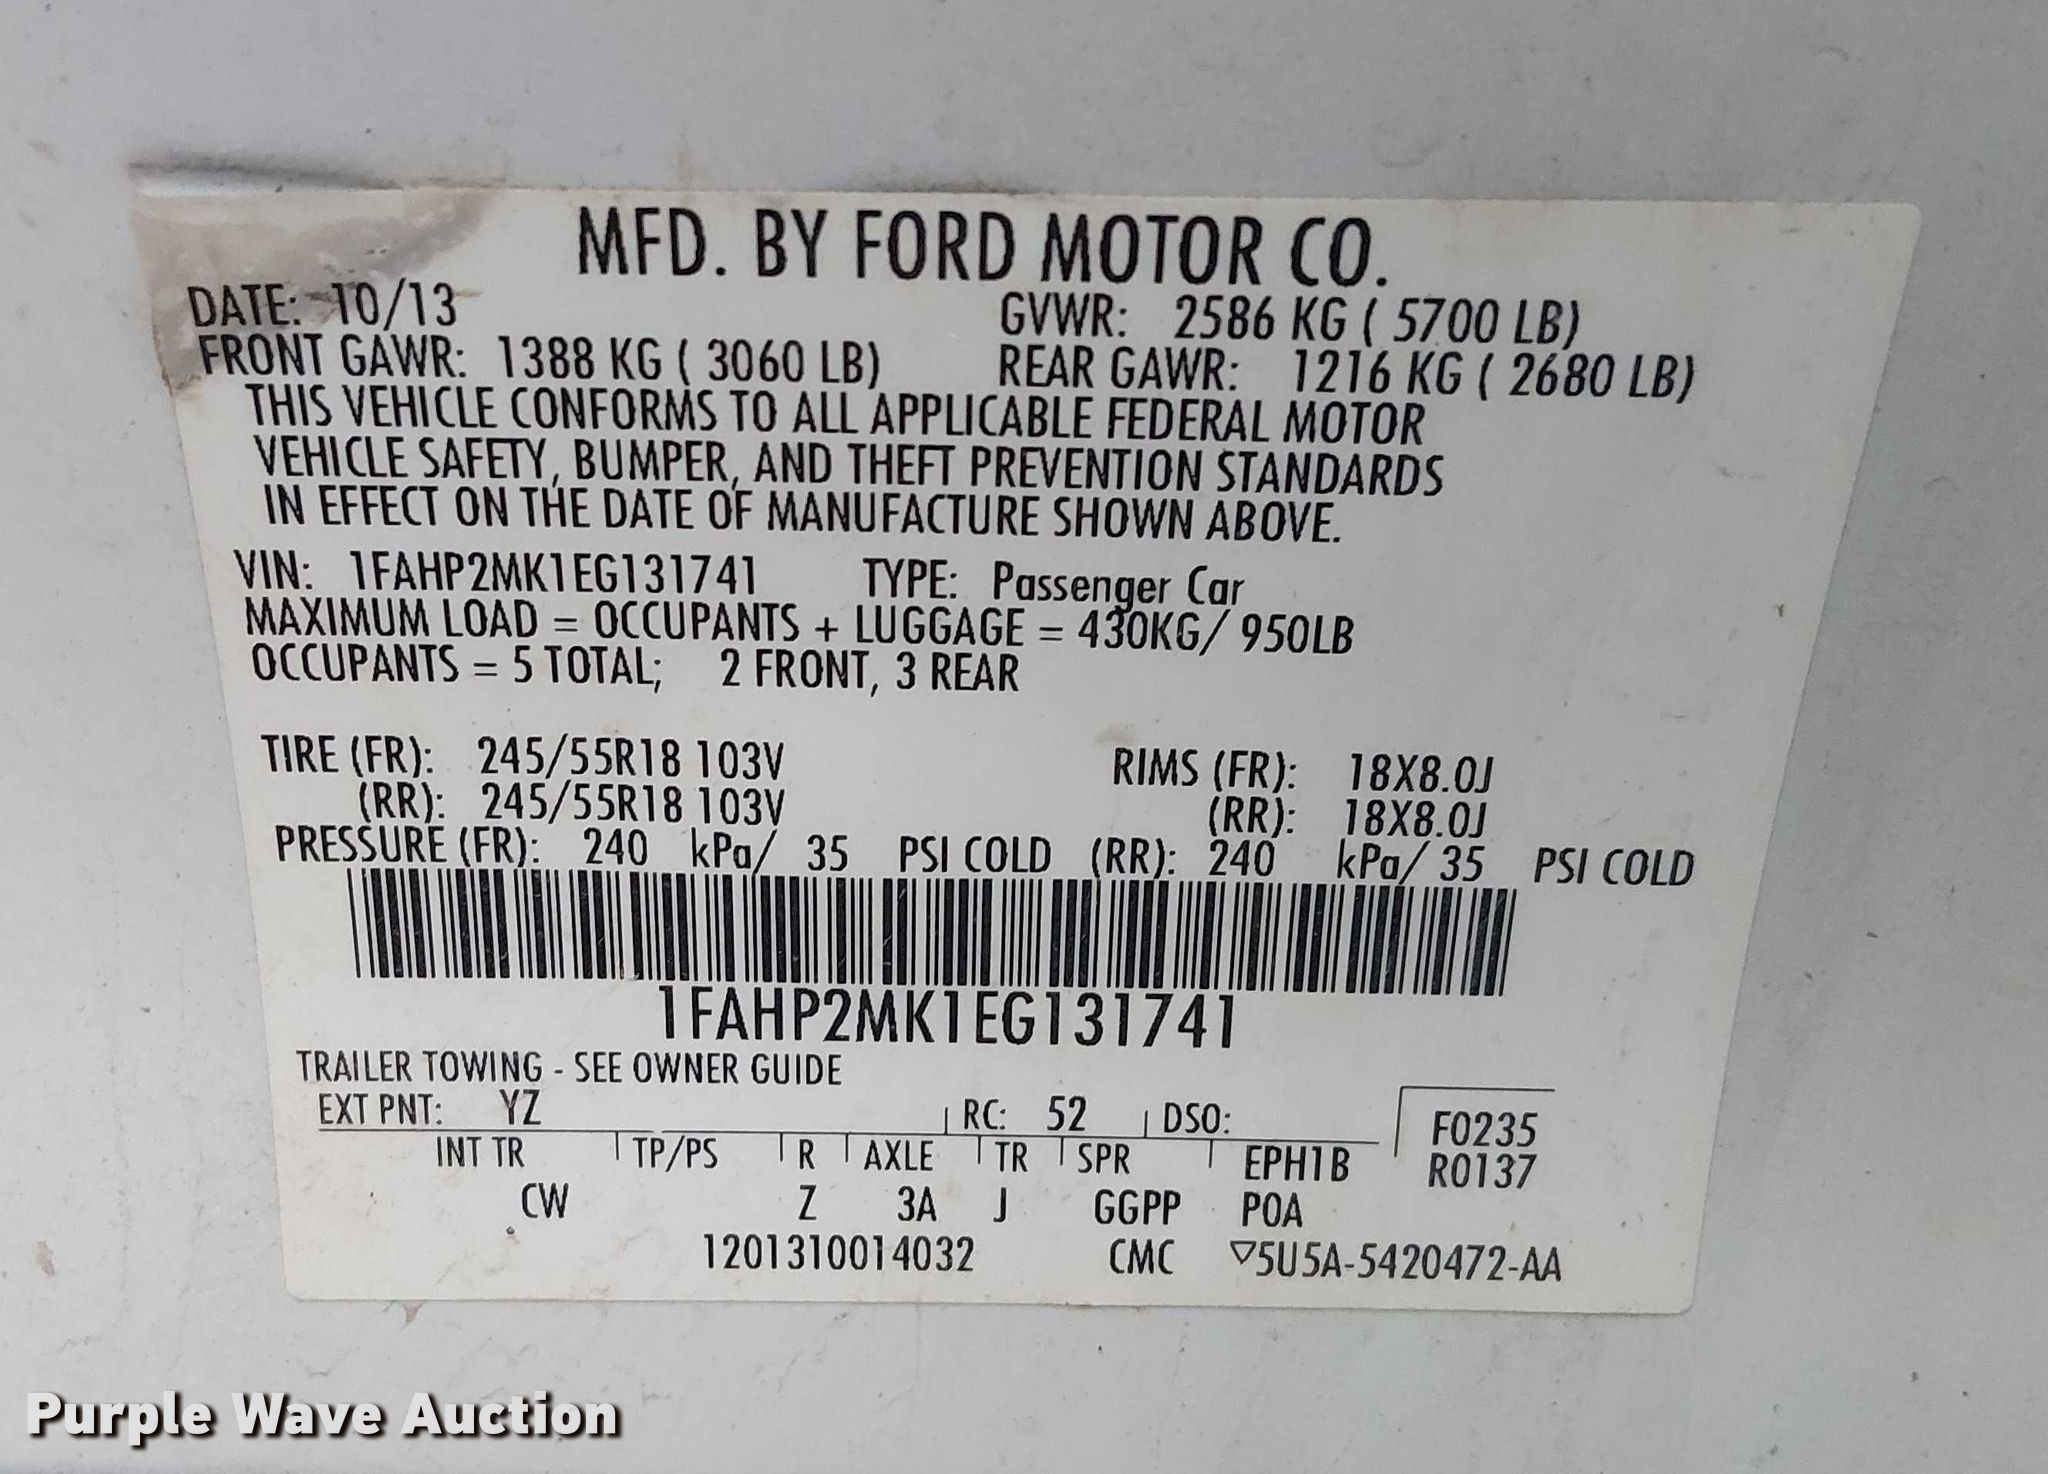 MFD. BY FORD MOTOR CO.
DATE: 10/13 GVWR: 2586 KG ( 5700 LB)
FRONT GAWR: 1388 KG ( 3060 LB) REAR GAWR: 1216 KG ( 2680 LB)
THIS VEHICLE CONFORMS TO ALL APPLICABLE FEDERAL MOTOR
VEHICLE SAFETY, BUMPER, AND THEFT PREVENTION STANDARDS
IN EFFECT ON THE DATE OF MANUFACTURE SHOWN ABOVE.
VIN: 1FAHP2MK1EG131741 TYPE: Passenger Car
MAXIMUM LOAD = OCCUPANTS + LUGGAGE = 430KG/ 950LB
OCCUPANTS = 5 TOTAL; 2 FRONT, 3 REAR
TIRE (FR): 245/55R18 103V RIMS (FR): 18X8.0J
(RR): 245/55R18 103V (RR): 18X8.0J
PRESSURE (FR): 240 kPa/ 35 PSI COLD (RR): 240 kPa/ 35 PSI COLD
1FAHP2MK1EG131741
TRAILER TOWING - SEE OWNER GUIDE
EXT PNT: YZ RC: 52 DSO: F0235
INT TR TP/PS R AXLE TR SPR EPH1B R0137
CW Z 3A J GGPP POA
1201310014032 CMC ▽5U5A-5420472-AA
Purple Wave Auction